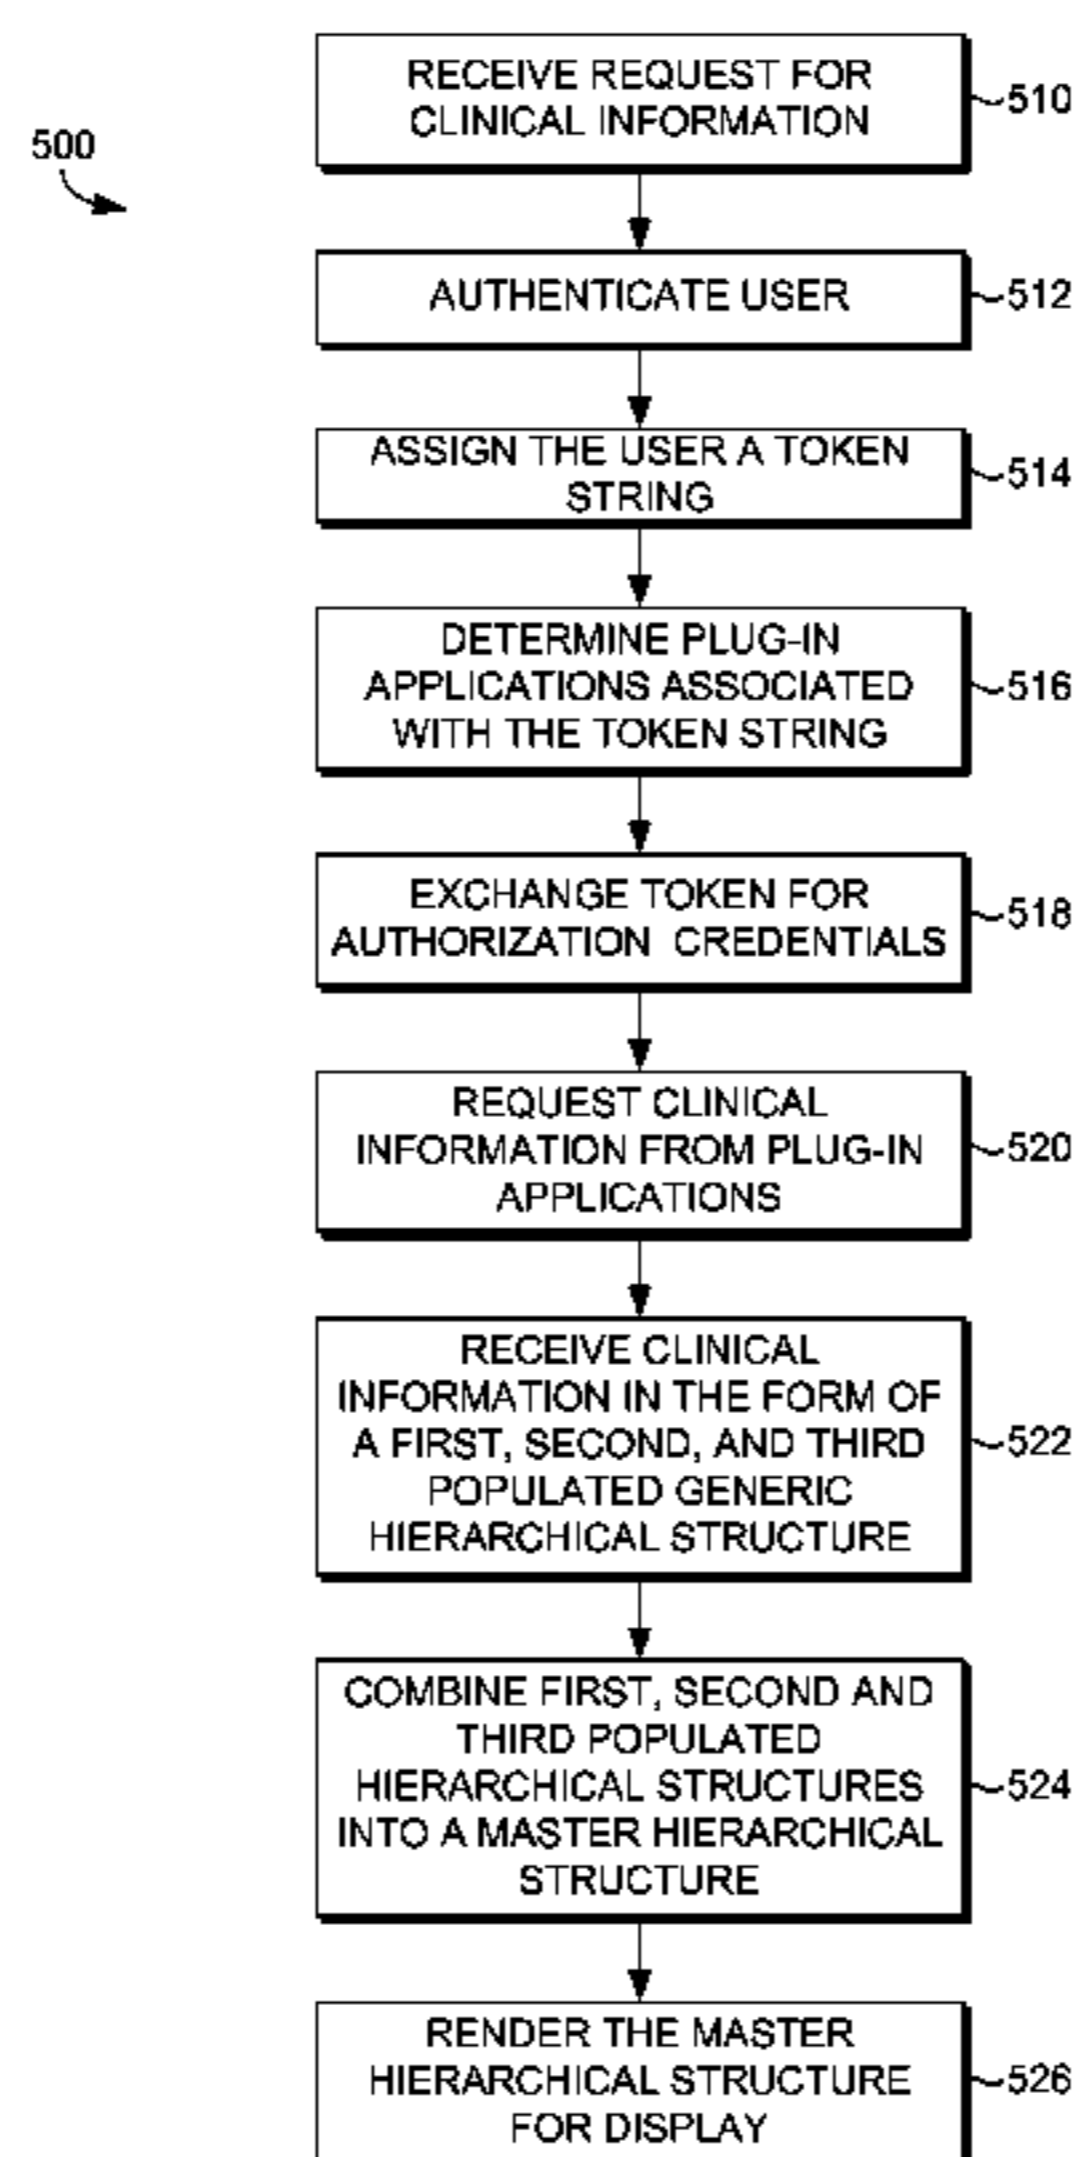 500
RECEIVE REQUEST FOR
CLINICAL INFORMATION
510
AUTHENTICATE USER
512
ASSIGN THE USER A TOKEN
STRING
514
DETERMINE PLUG-IN
APPLICATIONS ASSOCIATED
WITH THE TOKEN STRING
516
EXCHANGE TOKEN FOR
AUTHORIZATION CREDENTIALS
518
REQUEST CLINICAL
INFORMATION FROM PLUG-IN
APPLICATIONS
520
RECEIVE CLINICAL
INFORMATION IN THE FORM OF
A FIRST, SECOND, AND THIRD
POPULATED GENERIC
HIERARCHICAL STRUCTURE
522
COMBINE FIRST, SECOND AND
THIRD POPULATED
HIERARCHICAL STRUCTURES
INTO A MASTER HIERARCHICAL
STRUCTURE
524
RENDER THE MASTER
HIERARCHICAL STRUCTURE
FOR DISPLAY
526